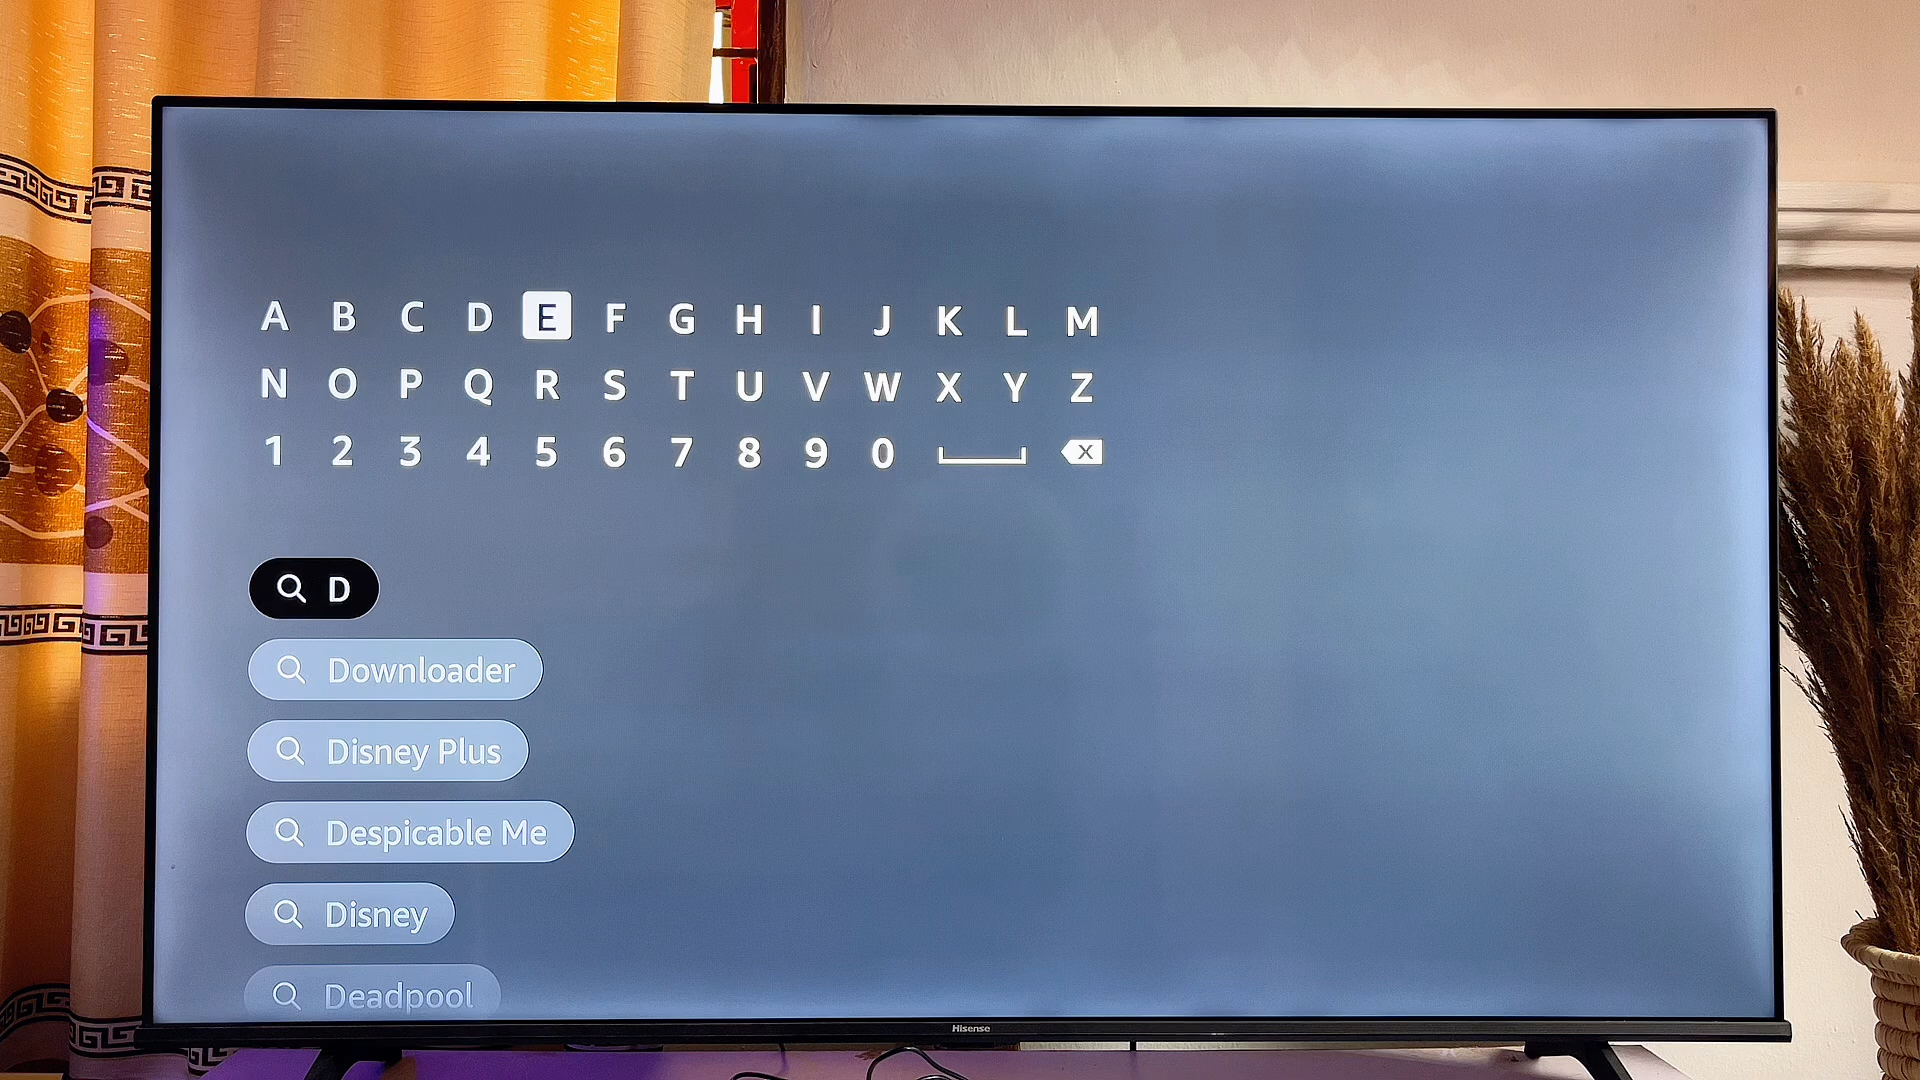 A B C D E F G H I J K L M
N O P Q R S T U V W X Y Z
1 2 3 4 5 6 7 8 9 0
D
Downloader
Disney Plus
Despicable Me
Disney
Deadpool
Hisense